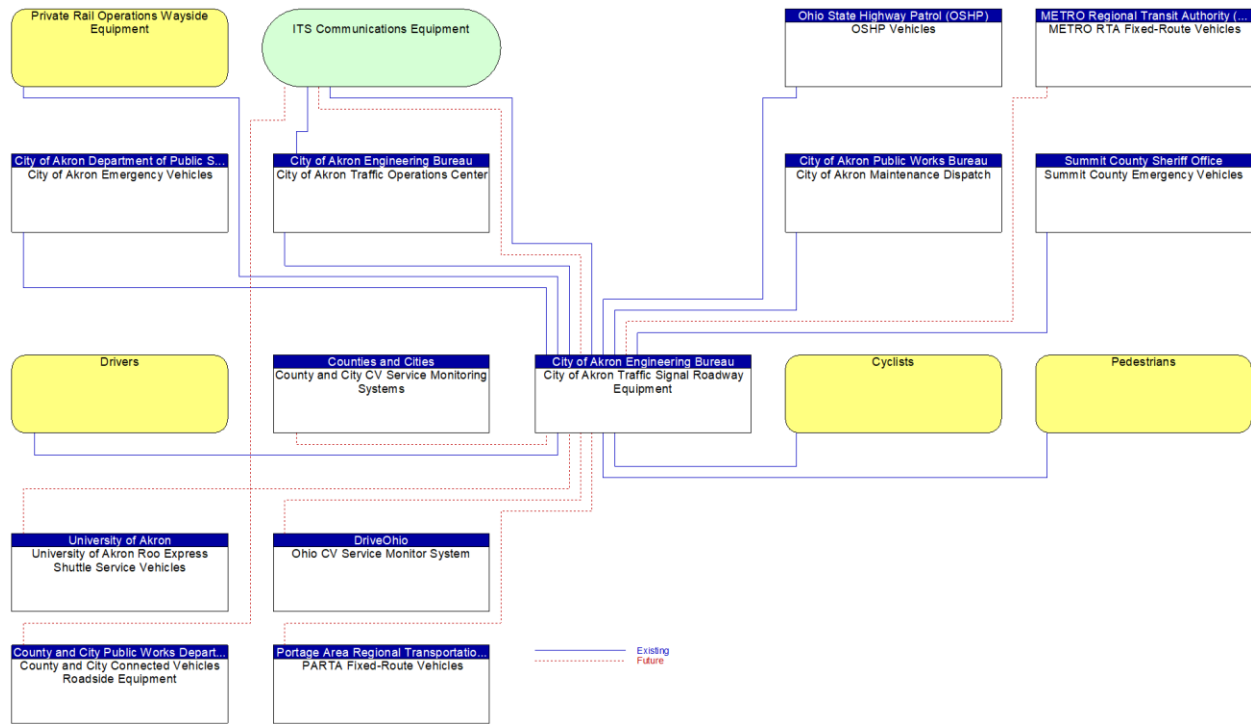 Private Rail Operations Wayside
Equipment
ITS Communications Equipment
Ohio State Highway Patrol (OSHP)
OSHP Vehicles
METRO Regional Transit Authority (...
METRO RTA Fixed-Route Vehicles
City of Akron Department of Public S...
City of Akron Emergency Vehicles
City of Akron Engineering Bureau
City of Akron Traffic Operations Center
City of Akron Public Works Bureau
City of Akron Maintenance Dispatch
Summit County Sheriff Office
Summit County Emergency Vehicles
Drivers
Counties and Cities
County and City CV Service Monitoring
Systems
City of Akron Engineering Bureau
City of Akron Traffic Signal Roadway
Equipment
Cyclists
Pedestrians
University of Akron
University of Akron Roo Express
Shuttle Service Vehicles
DriveOhio
Ohio CV Service Monitor System
County and City Public Works Depart...
County and City Connected Vehicles
Roadside Equipment
Portage Area Regional Transportatio...
PARTA Fixed-Route Vehicles
Existing
Future